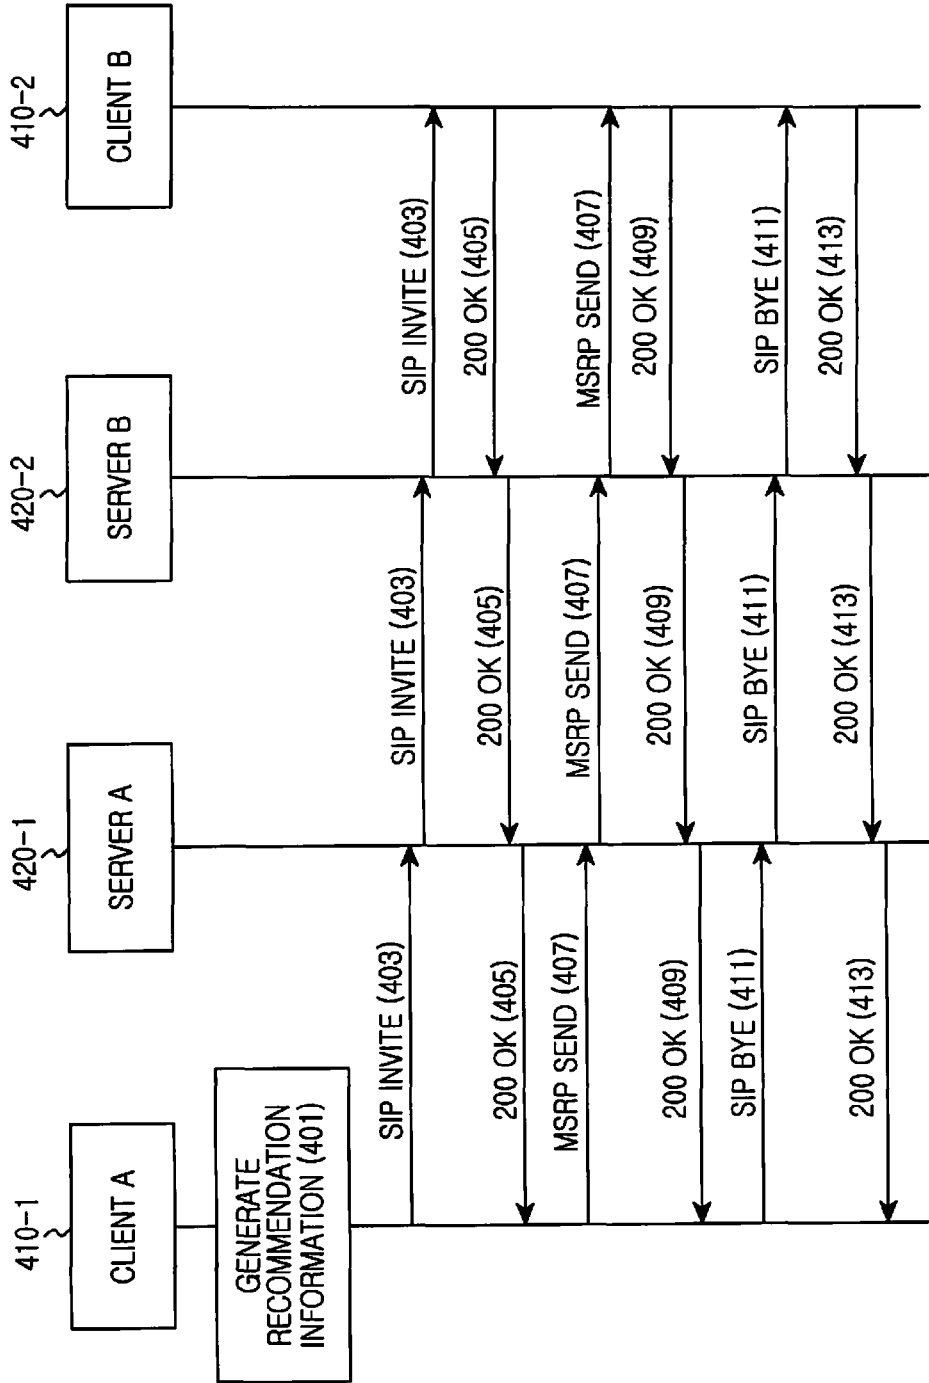 410-1
420-1
420-2
410-2
CLIENT A
SERVER A
SERVER B
CLIENT B
GENERATE
RECOMMENDATION
INFORMATION (401)
SIP INVITE (403)
SIP INVITE (403)
SIP INVITE (403)
200 OK (405)
200 OK (405)
200 OK (405)
MSRP SEND (407)
MSRP SEND (407)
MSRP SEND (407)
200 OK (409)
200 OK (409)
200 OK (409)
SIP BYE (411)
SIP BYE (411)
SIP BYE (411)
200 OK (413)
200 OK (413)
200 OK (413)